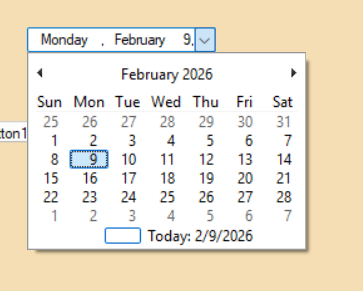 Monday , February 9,
February 2026
Sun Mon Tue Wed Thu Fri Sat
25 26 27 28 29 30 31
1 2 3 4 5 6 7
tton1
8 9 10 11 12 13 14
15 16 17 18 19 20 21
22 23 24 25 26 27 28
1 2 3 4 5 6 7
Today: 2/9/2026